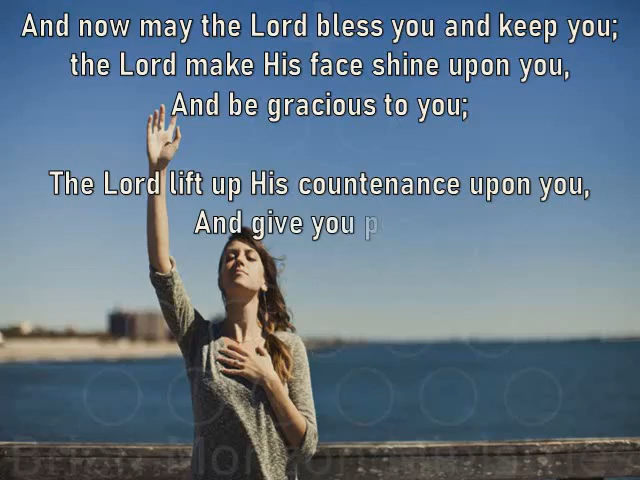 And now may the Lord bless you and keep you;
the Lord make His face shine upon you,
And be gracious to you;
The Lord lift up His countenance upon you,
And give you p